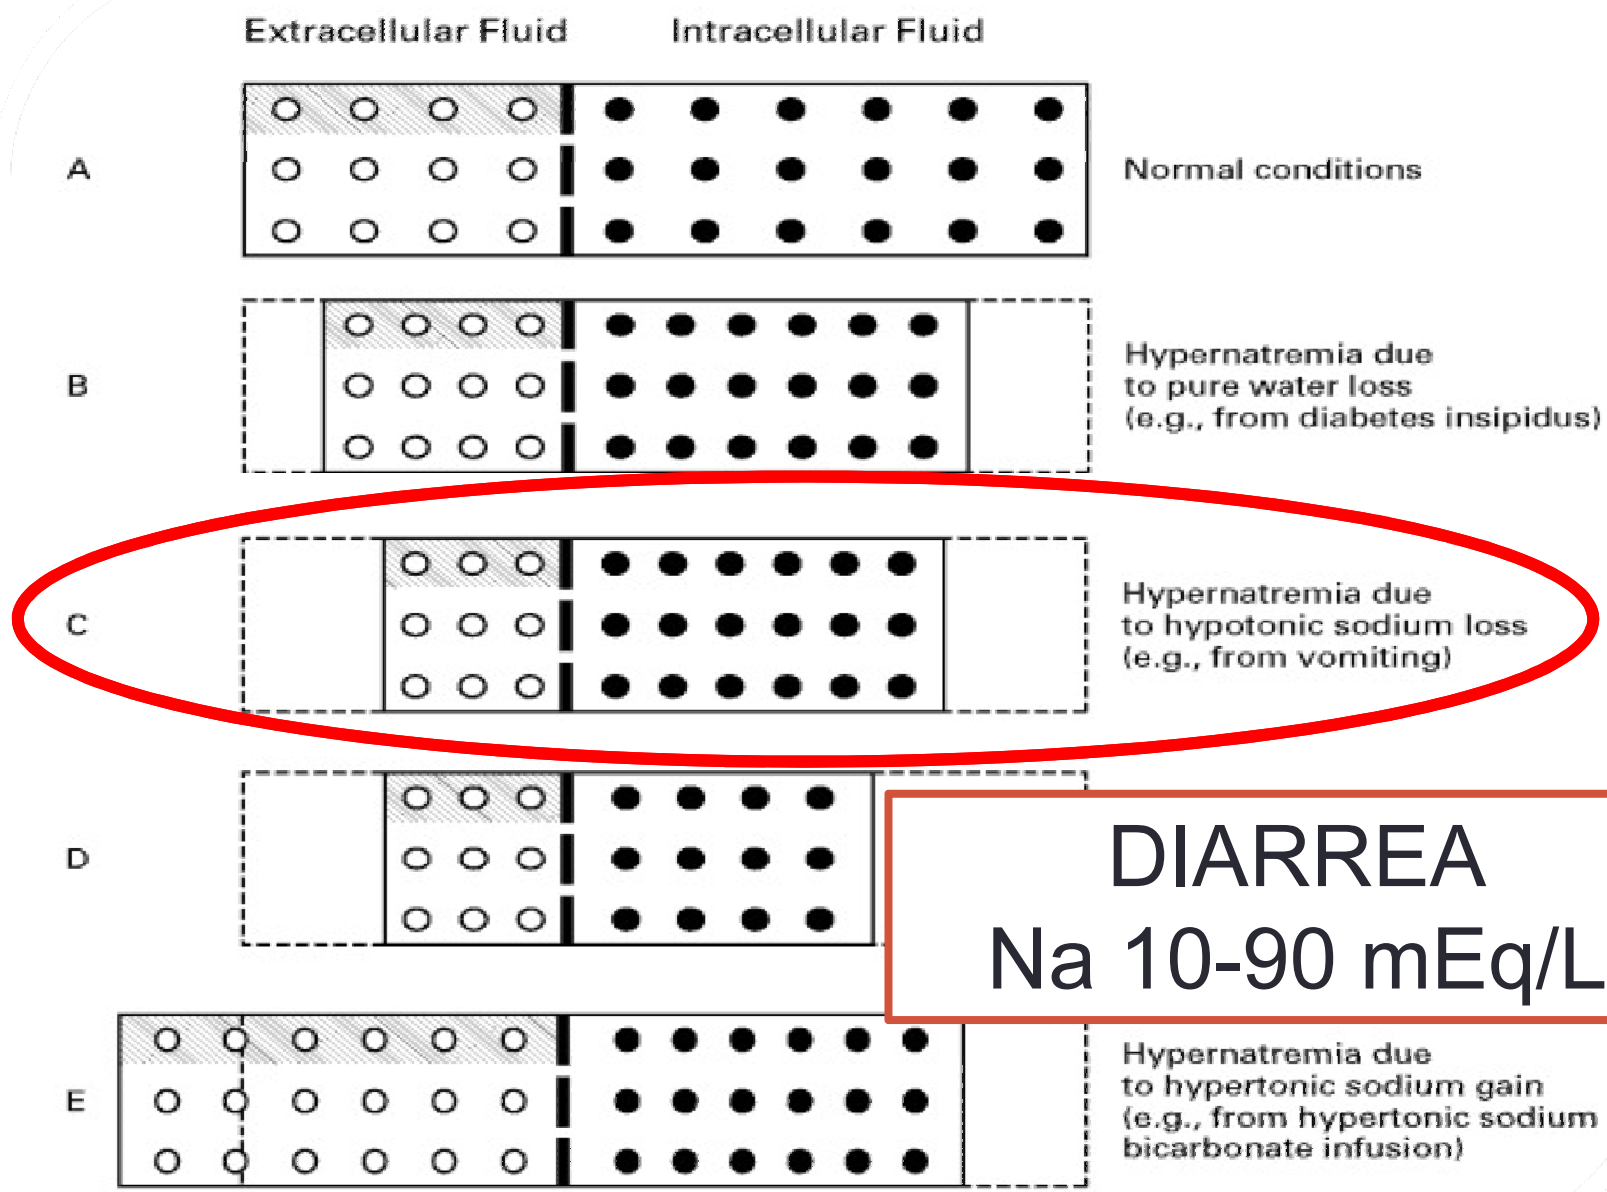 Extracellular Fluid
Intracellular Fluid
A
Normal conditions
B
Hypernatremia due
to pure water loss
(e.g., from diabetes insipidus)
C
Hypernatremia due
to hypotonic sodium loss
(e.g., from vomiting)
D
DIARREA
Na 10-90 mEq/L
E
Hypernatremia due
to hypertonic sodium gain
(e.g., from hypertonic sodium
bicarbonate infusion)